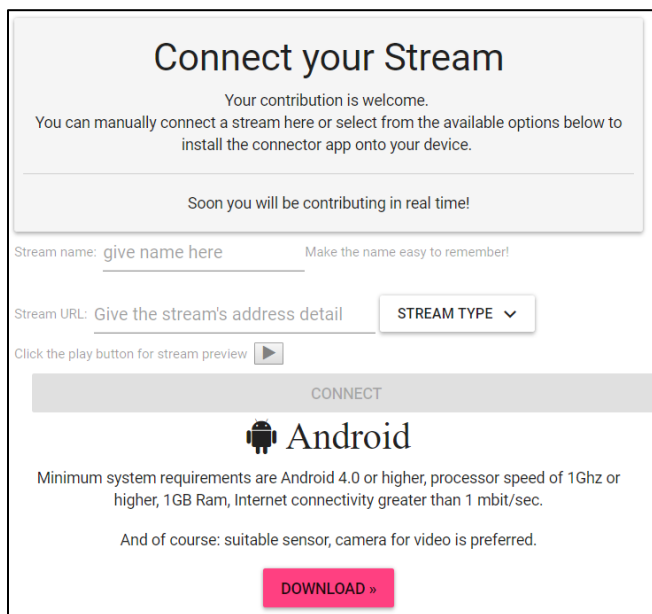 Connect your Stream
Your contribution is welcome.
You can manually connect a stream here or select from the available options below to
install the connector app onto your device.
Soon you will be contributing in real time!
Stream name: give name here Make the name easy to remember!
Stream URL: Give the stream's address detail STREAM TYPE
Click the play button for stream preview
CONNECT
Android
Minimum system requirements are Android 4.0 or higher, processor speed of 1Ghz or
higher, 1GB Ram, Internet connectivity greater than 1 mbit/sec.
And of course: suitable sensor, camera for video is preferred.
DOWNLOAD »